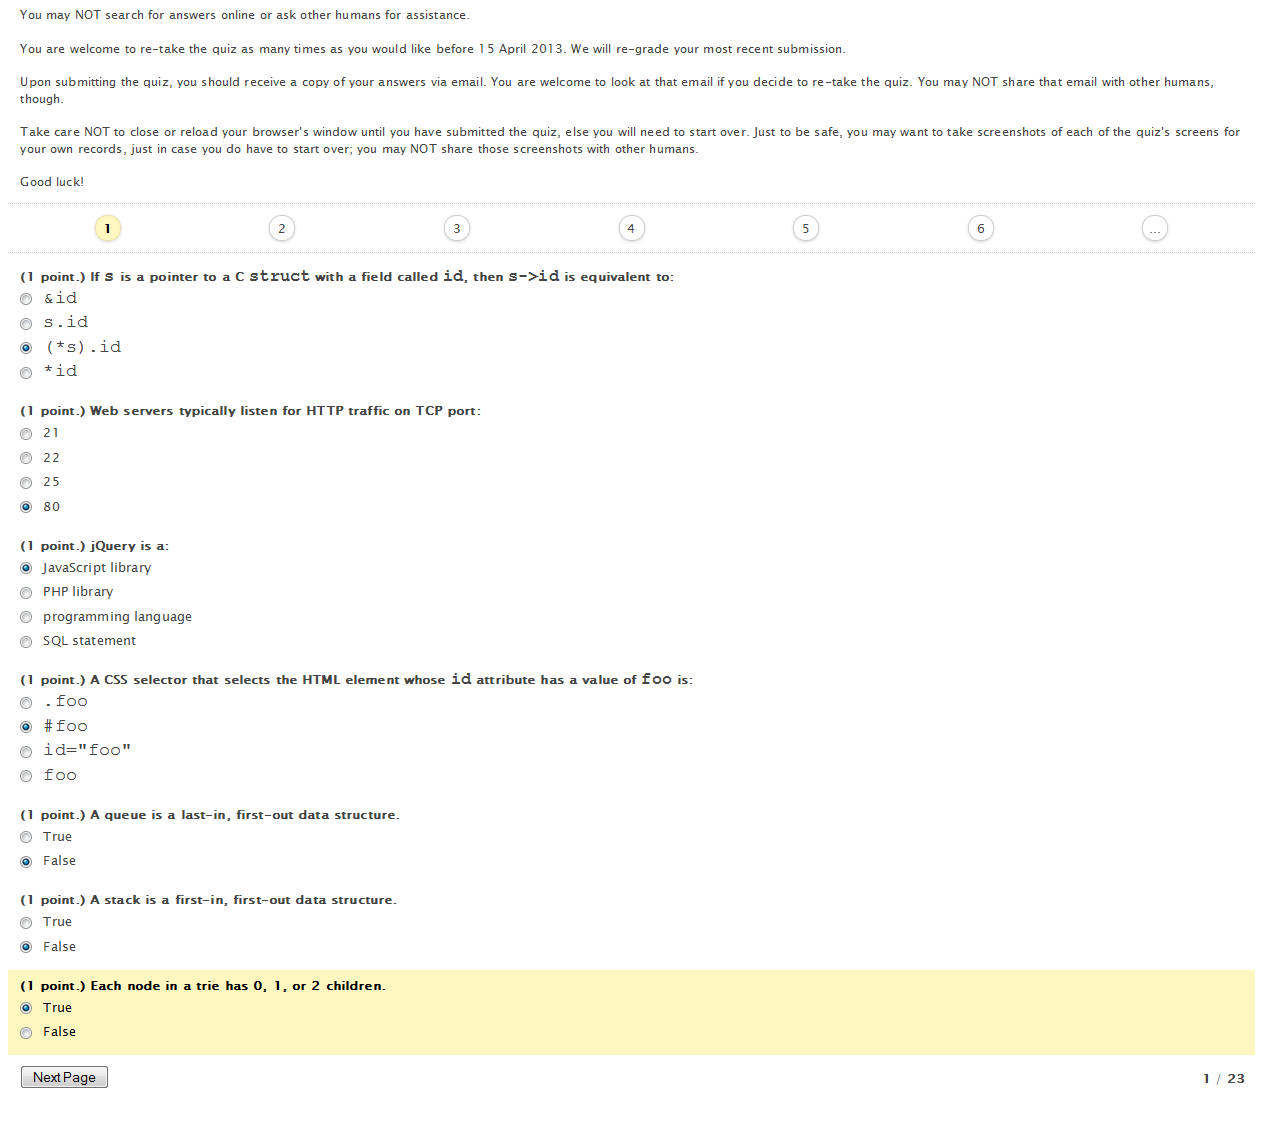 You may NOT search for answers online or ask other humans for assistance.
You are welcome to re-take the quiz as many times as you would like before 15 April 2013. We will re-grade your most recent submission.
Upon submitting the quiz, you should receive a copy of your answers via email. You are welcome to look at that email if you decide to re-take the quiz. You may NOT share that email with other humans,
though.
Take care NOT to close or reload your browser's window until you have submitted the quiz, else you will need to start over. Just to be safe, you may want to take screenshots of each of the quiz's screens for
your own records, just in case you do have to start over; you may NOT share those screenshots with other humans.
Good luck!
1 2 3 4 5 6 ...
(1 point.) If s is a pointer to a C struct with a field called id, then s->id is equivalent to:
&id
s.id
(*s).id
*id
(1 point.) Web servers typically listen for HTTP traffic on TCP port:
21
22
25
80
(1 point.) jQuery is a:
JavaScript library
PHP library
programming language
SQL statement
(1 point.) A CSS selector that selects the HTML element whose id attribute has a value of foo is:
.foo
#foo
id="foo"
foo
(1 point.) A queue is a last-in, first-out data structure.
True
False
(1 point.) A stack is a first-in, first-out data structure.
True
False
(1 point.) Each node in a trie has 0, 1, or 2 children.
True
False
Next Page 1 / 23